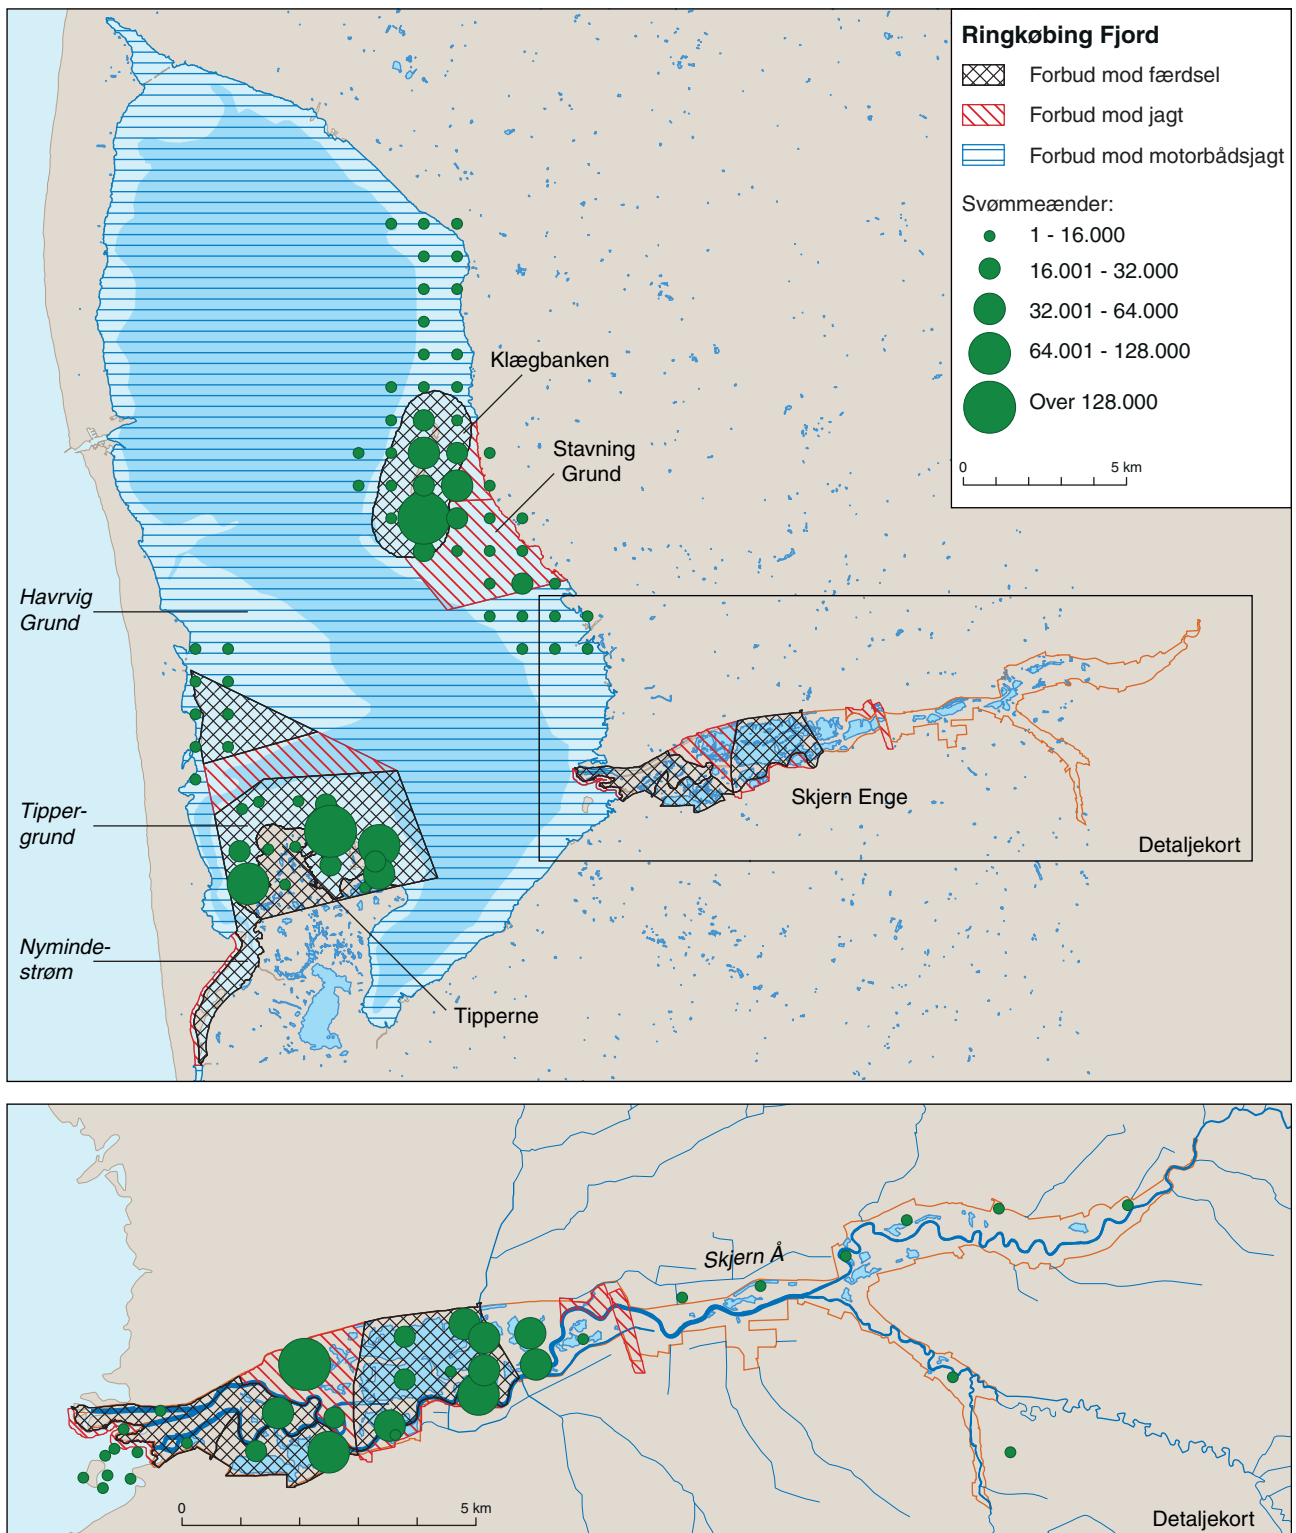 Ringkøbing Fjord
Forbud mod færdsel
Forbud mod jagt
Forbud mod motorbådsjagt
Svømmeænder:
1 - 16.000
16.001 - 32.000
32.001 - 64.000
64.001 - 128.000
Over 128.000
0
5 km
Klægbanken
Stavning
Grund
Havrvig
Grund
Tipper-
grund
Skjern Enge
Detaljekort
Nyminde-
strøm
Tipperne
Skjern Å
0
5 km
Detaljekort